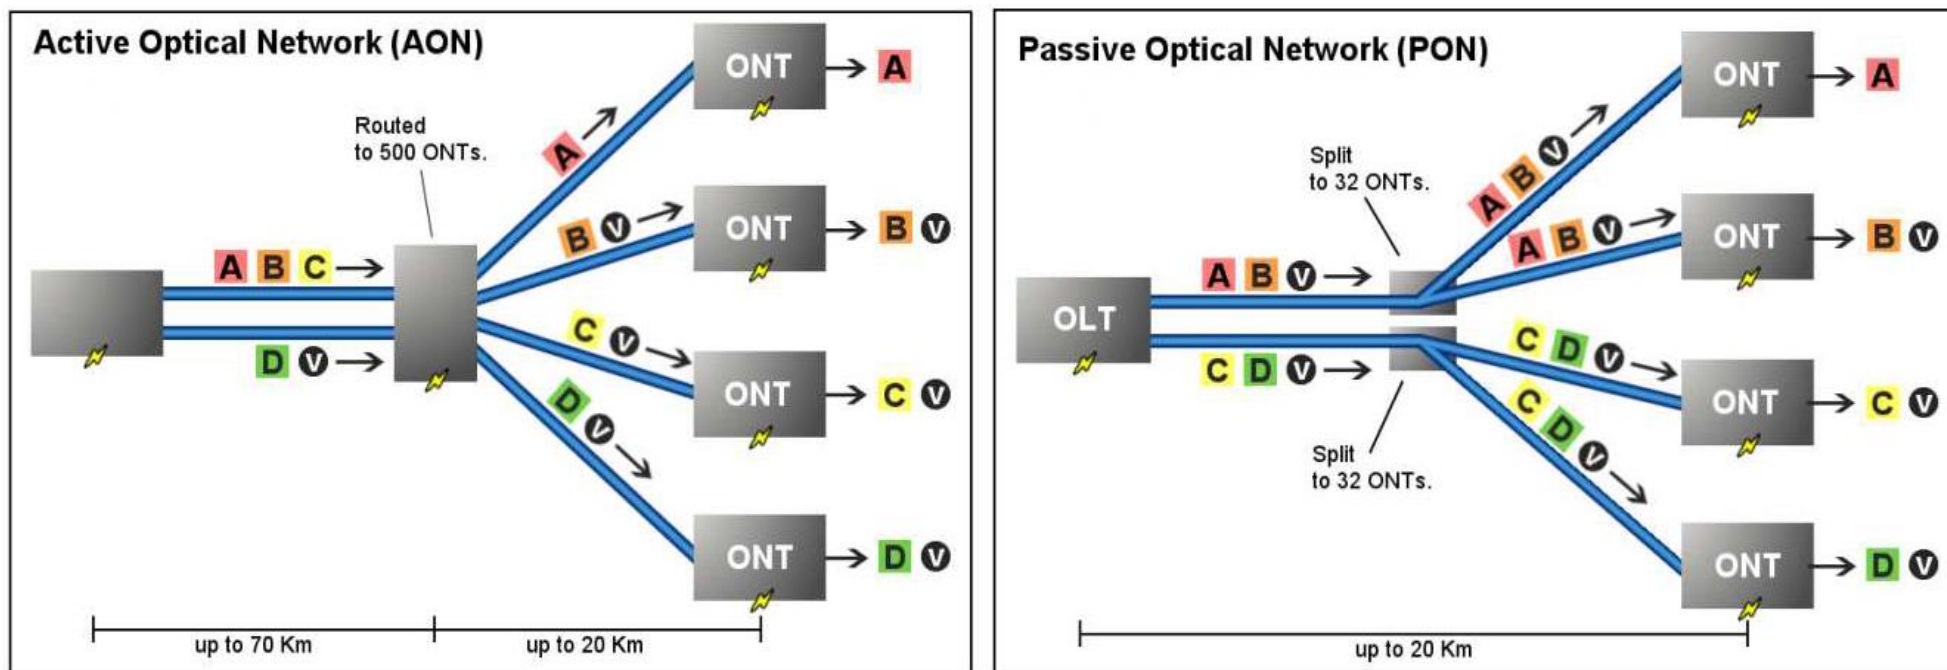 Active Optical Network (AON)
Routed
to 500 ONTs.
A B C
D v
A
B v
C v
D v
ONT
A
ONT
B v
ONT
C v
ONT
D v
up to 70 Km
up to 20 Km
Passive Optical Network (PON)
Split
to 32 ONTs.
OLT
A B v
C D v
Split
to 32 ONTs.
A B v
A B v
C D v
C D v
ONT
A
ONT
B v
ONT
C v
ONT
D v
up to 20 Km